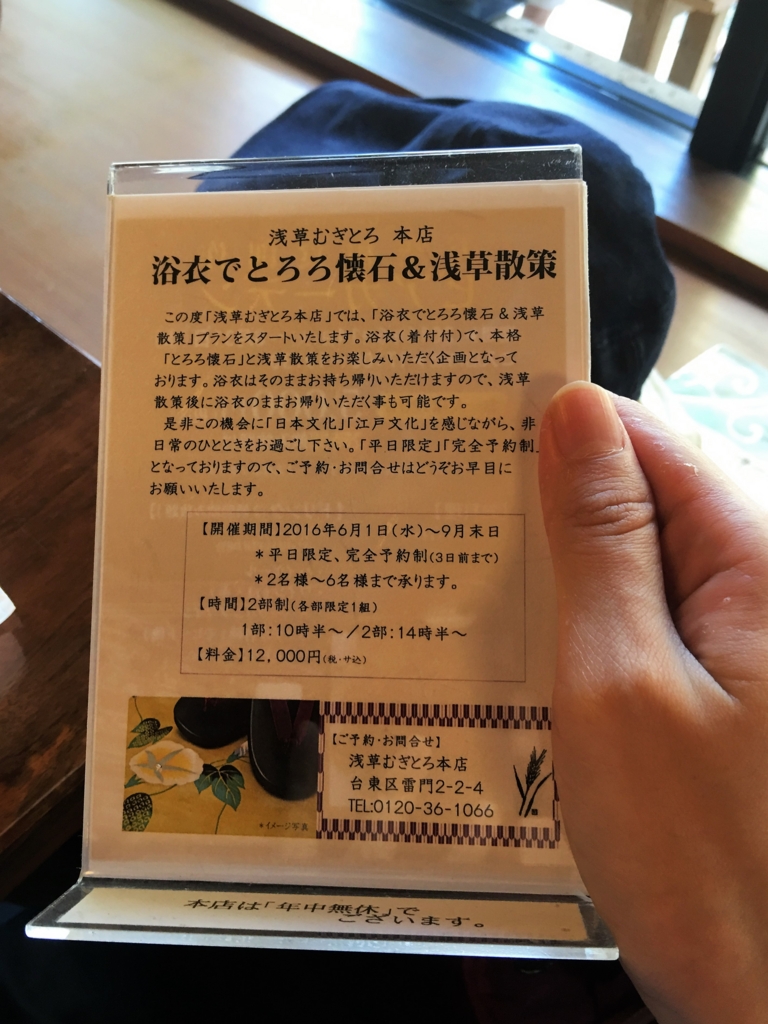 浅草むぎとろ 本店
浴衣でとろろ懐石&浅草散策
この度「浅草むぎとろ本店」では、「浴衣でとろろ懐石&浅草
散策」プランをスタートいたします。浴衣(着付付)で、本格
「とろろ懐石」と浅草散策をお楽しみいただく企画となって
おります。浴衣はそのままお持ち帰りいただけますので、浅草
散策後に浴衣のままお帰りいただく事も可能です。
是非この機会に「日本文化」「江戸文化」を感じながら、非
日常のひとときをお過ごし下さい。「平日限定」「完全予約制」
となっておりますので、ご予約・お問合せはどうぞお早目に
お願いいたします。
【開催期間】2016年6月1日(水)~9月末日
*平日限定、完全予約制(3日前まで)
*2名様~6名様まで承ります。
【時間】2部制(各部限定1組)
1部:10時半~/2部:14時半~
【料金】12,000円(税・サ込)
*イメージ写真
【ご予約・お問合せ】
浅草むぎとろ本店
台東区雷門2-2-4
TEL:0120-36-1066
本店は「年中無休」で
ございます。